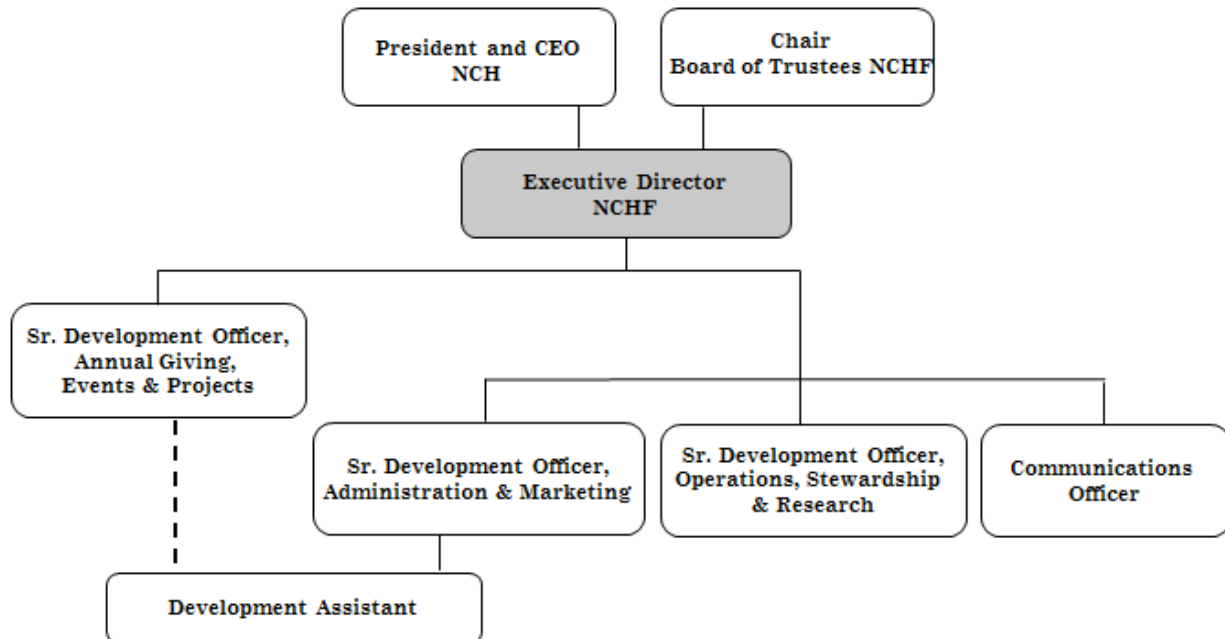 President and CEO
NCH
Chair
Board of Trustees NCHF
Executive Director
NCHF
Sr. Development Officer,
Annual Giving,
Events & Projects
Sr. Development Officer,
Administration & Marketing
Sr. Development Officer,
Operations, Stewardship
& Research
Communications
Officer
Development Assistant